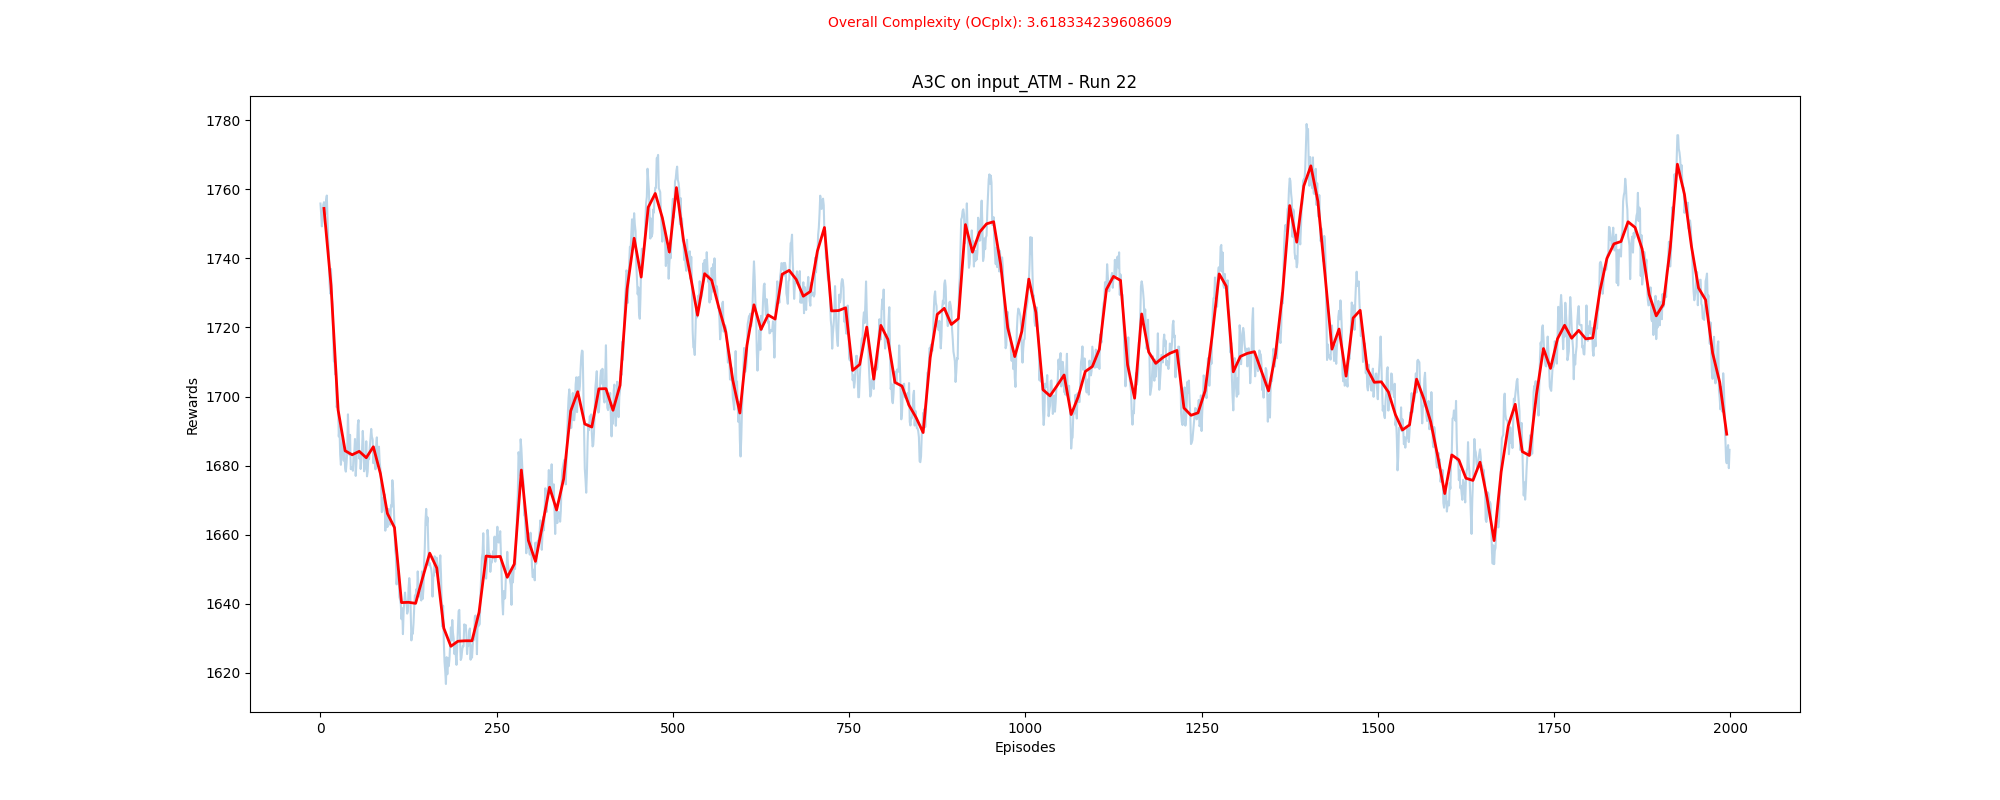 Overall Complexity (OCplx): 3.618334239608609
A3C on input_ATM - Run 22
1780
1760
1740
1720
1700
1680
1660
1640
1620
Rewards
0 250 500 750 1000 1250 1500 1750 2000
Episodes